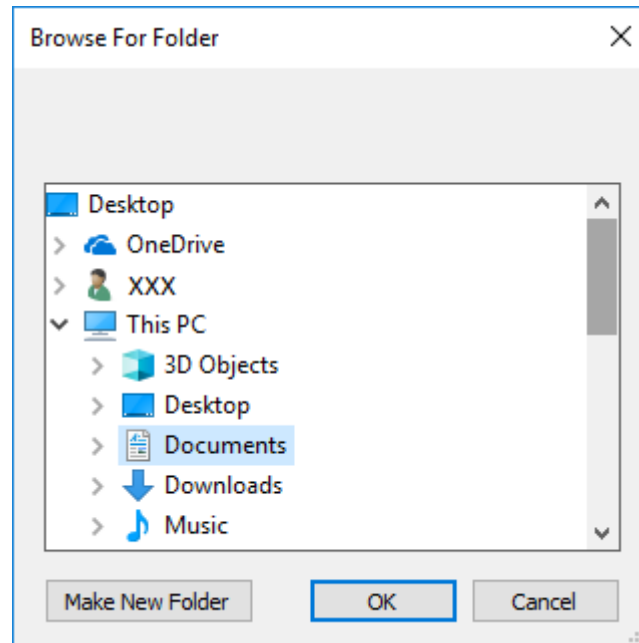 Browse For Folder
Desktop
OneDrive
XXX
This PC
3D Objects
Desktop
Documents
Downloads
Music
Make New Folder OK Cancel